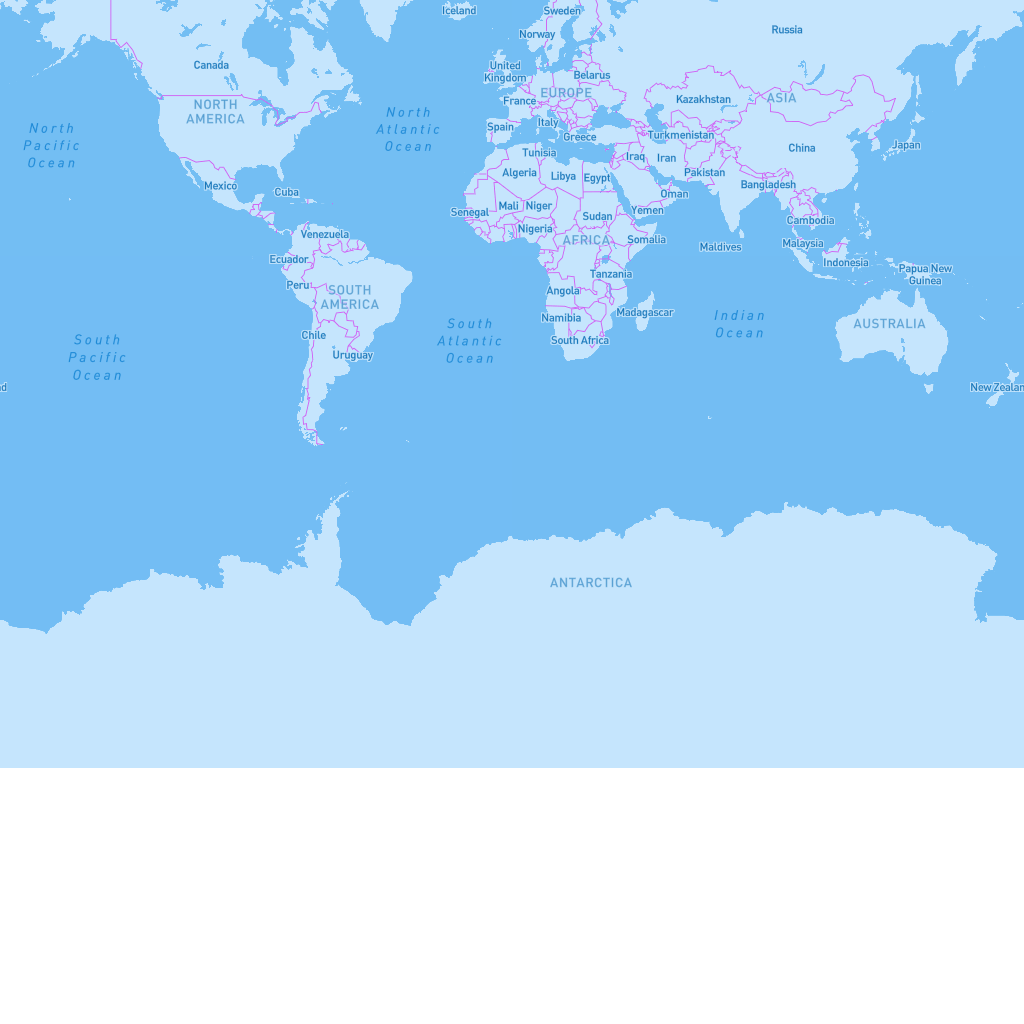 Iceland
Sweden
Norway
Russia
Canada
United
Kingdom
Belarus
EUROPE
France
Kazakhstan
ASIA
NORTH
AMERICA
North
Pacific
Ocean
North
Atlantic
Ocean
Spain
Italy
Greece
Turkmenistan
China
Japan
Tunisia
Iraq
Iran
Algeria
Libya
Egypt
Pakistan
Bangladesh
Mexico
Cuba
Oman
Senegal
Mali
Niger
Sudan
Yemen
Cambodia
Venezuela
Nigeria
AFRICA
Somalia
Maldives
Malaysia
Ecuador
Indonesia
Papua New
Guinea
Peru
Tanzania
SOUTH
AMERICA
Angola
Namibia
Madagascar
Indian
Ocean
AUSTRALIA
South
Pacific
Ocean
South
Atlantic
Ocean
Chile
South Africa
Uruguay
d
New Zealan
ANTARCTICA